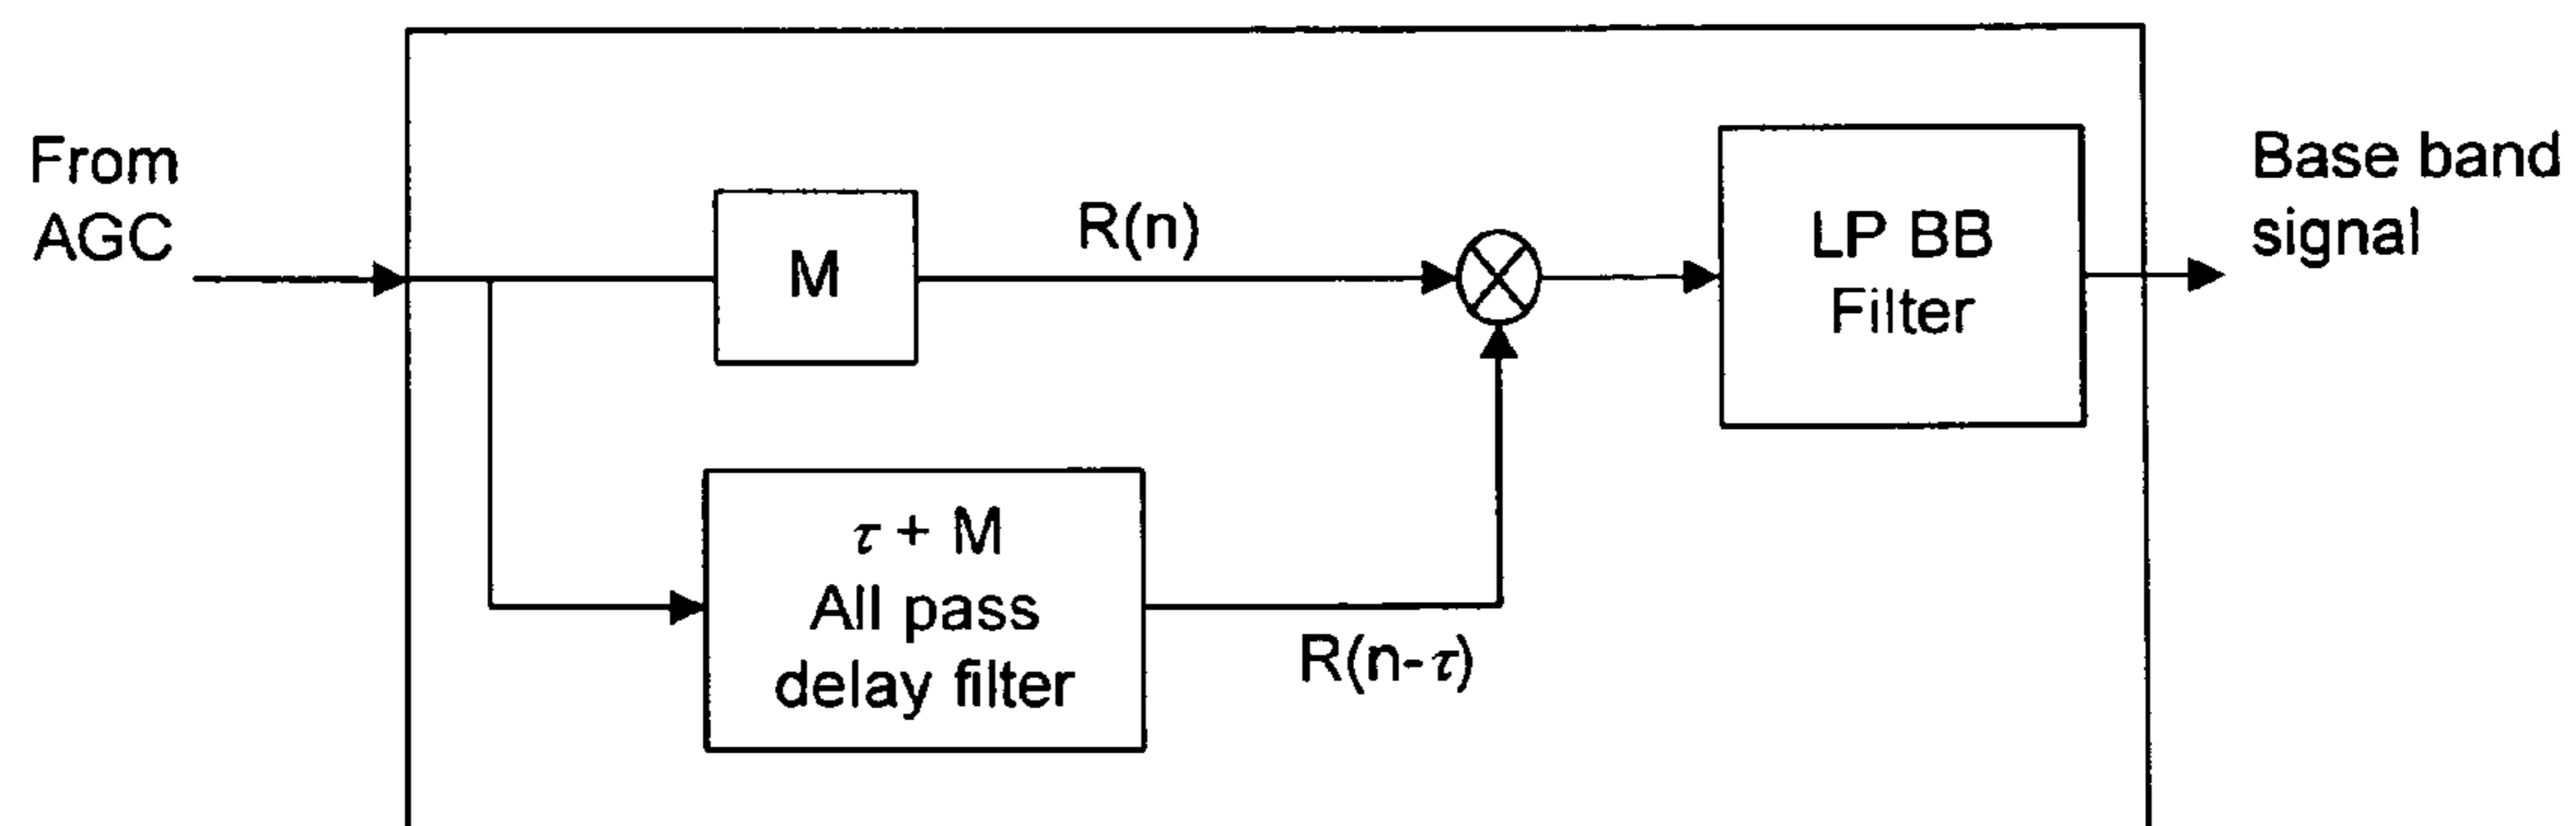 From
AGC
M
R(n)
LP BB
Filter
Base band
signal
τ + M
All pass
delay filter
R(n-τ)